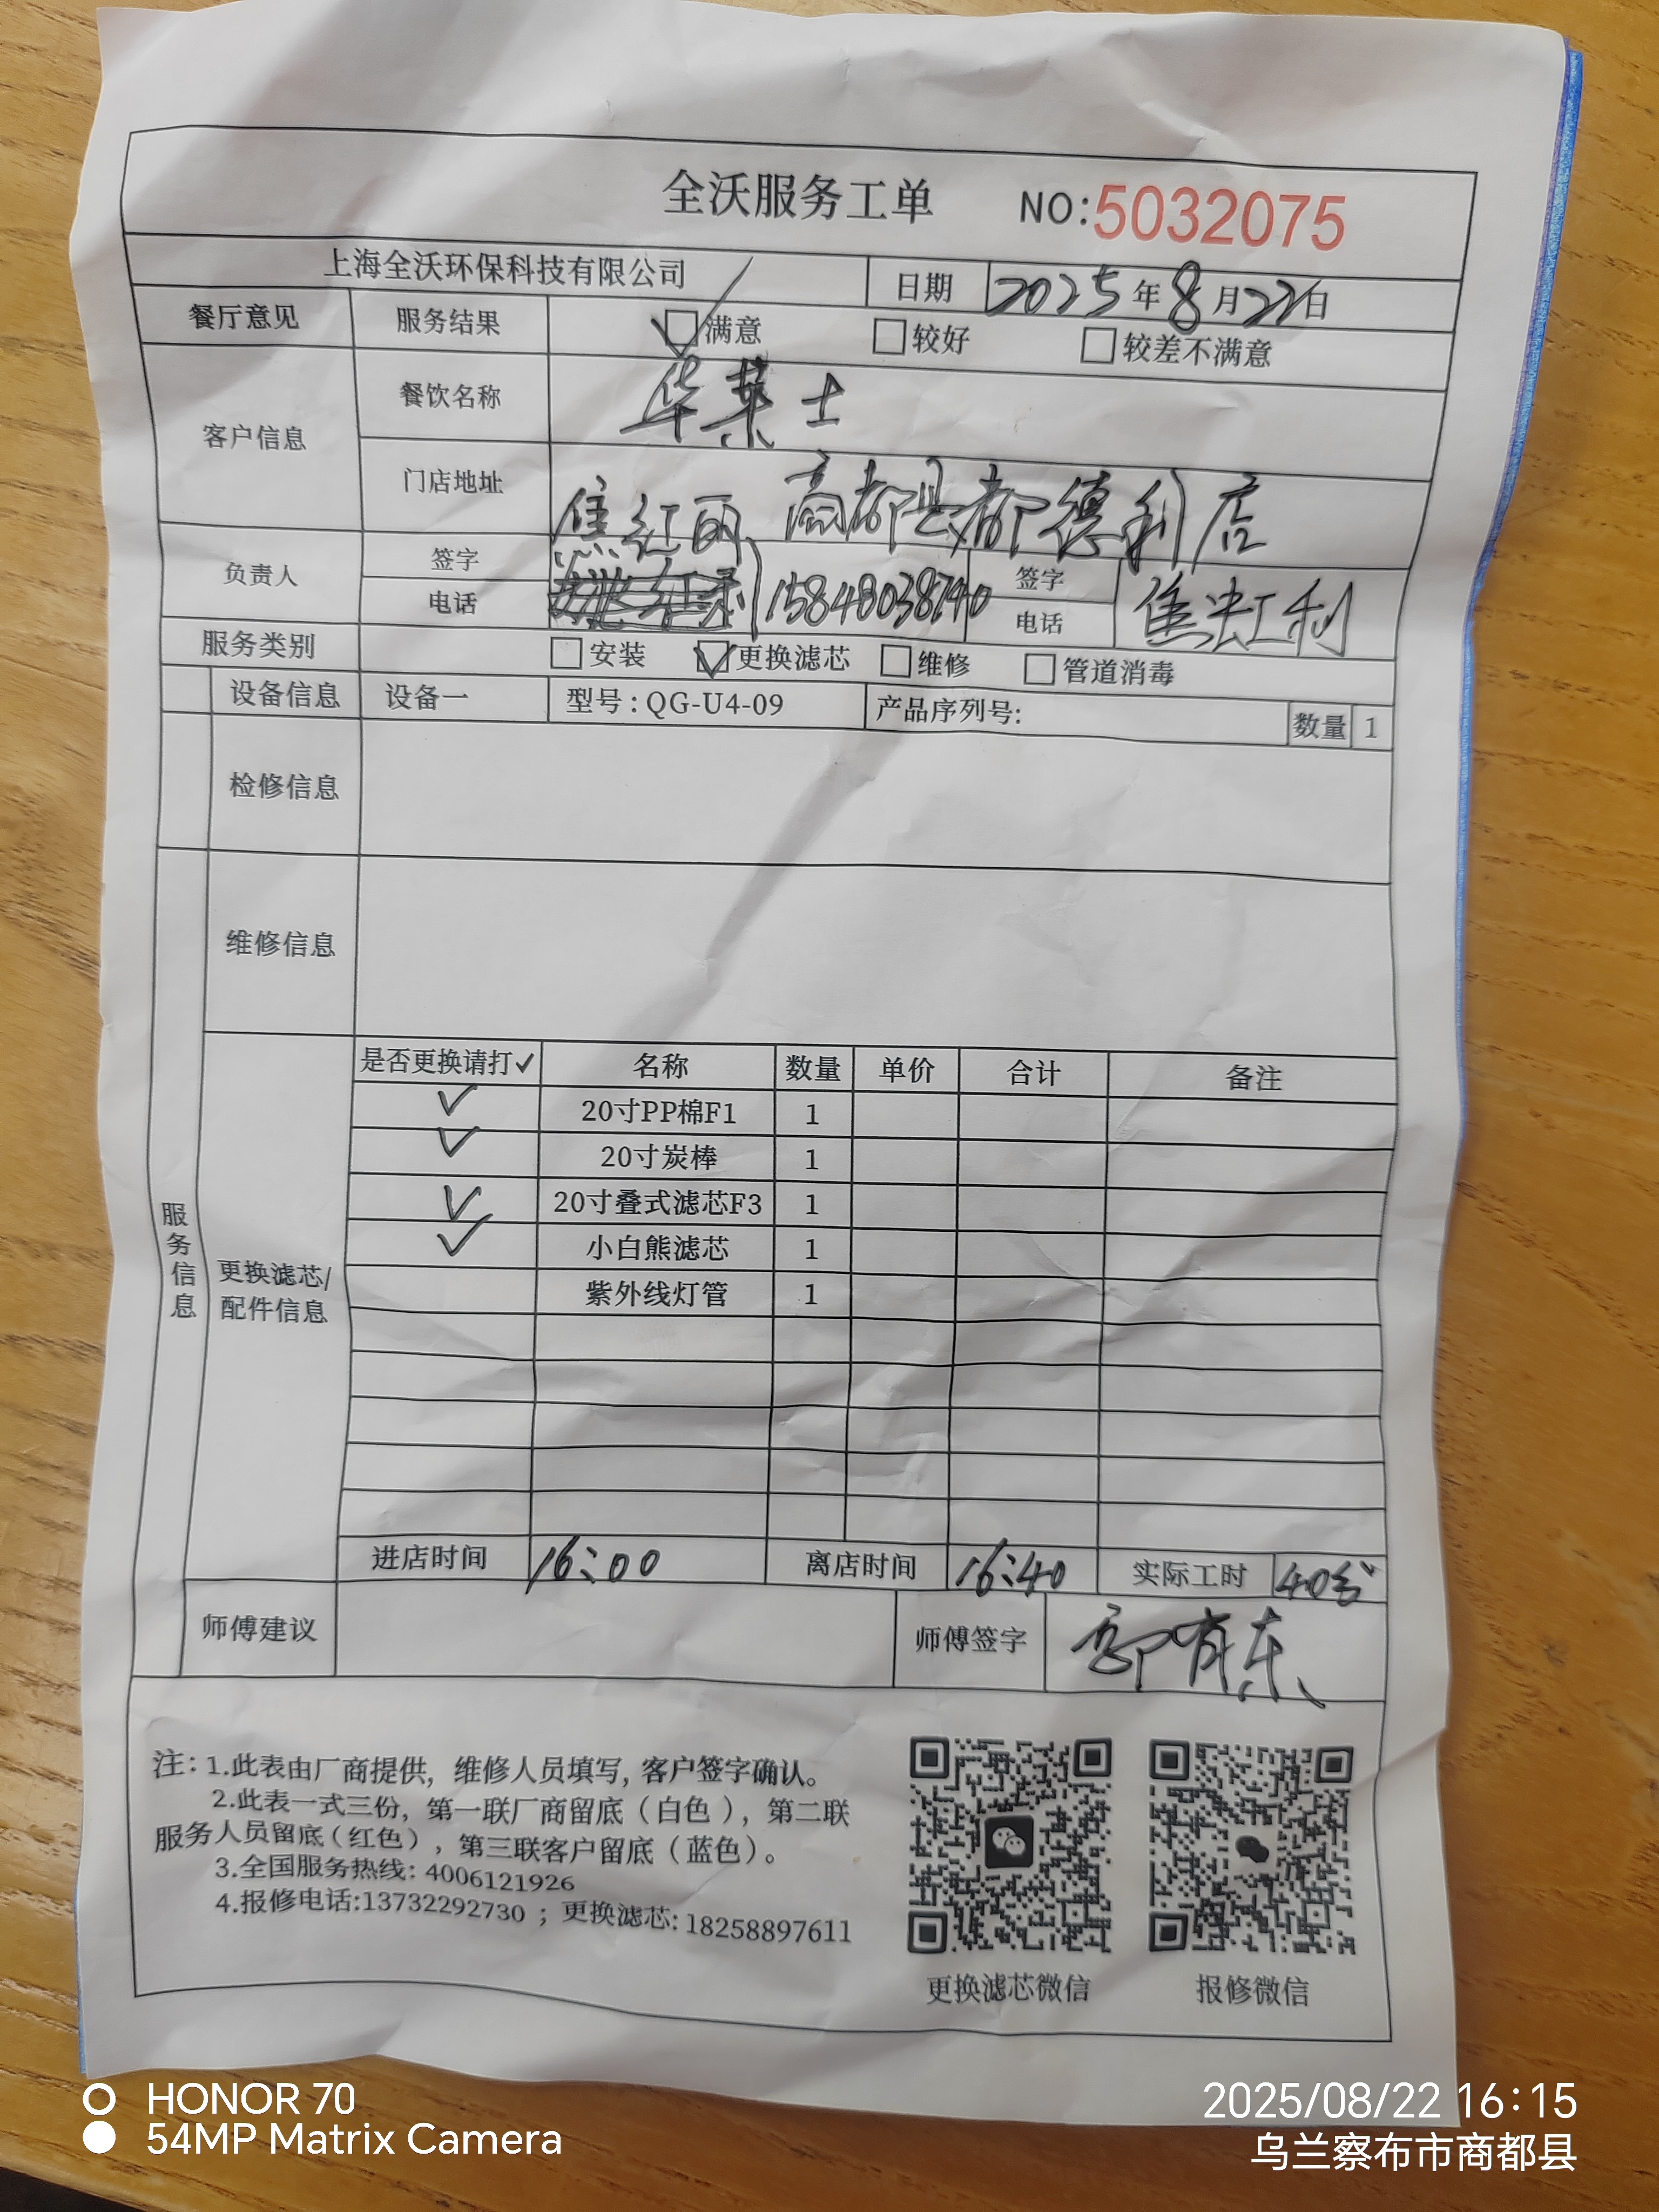 全沃服务工单 NO:5032075
上海全沃环保科技有限公司 日期 2025年8月22日
餐厅意见 服务结果 满意 较好 较差不满意
客户信息 餐饮名称 华莱士
门店地址 商都县都德利店
焦红丽
负责人 签字 签字
电话 15848038740 电话 焦红利
服务类别 安装 更换滤芯 维修 管道消毒
设备信息 设备一 型号:QG-U4-09 产品序列号: 数量 1
检修信息
维修信息
服务信息
更换滤芯/
配件信息
是否更换请打✓ 名称 数量 单价 合计 备注
✓ 20寸PP棉F1 1
✓ 20寸炭棒 1
✓ 20寸叠式滤芯F3 1
✓ 小白熊滤芯 1
紫外线灯管 1
进店时间 16:00 离店时间 16:40 实际工时 40分
师傅建议 师傅签字
注: 1.此表由厂商提供, 维修人员填写, 客户签字确认。
2.此表一式三份, 第一联厂商留底(白色), 第二联
服务人员留底(红色), 第三联客户留底(蓝色)。
3.全国服务热线: 4006121926
4.报修电话:13732292730 ; 更换滤芯: 18258897611
更换滤芯微信 报修微信
HONOR 70
54MP Matrix Camera
2025/08/22 16:15
乌兰察布市商都县